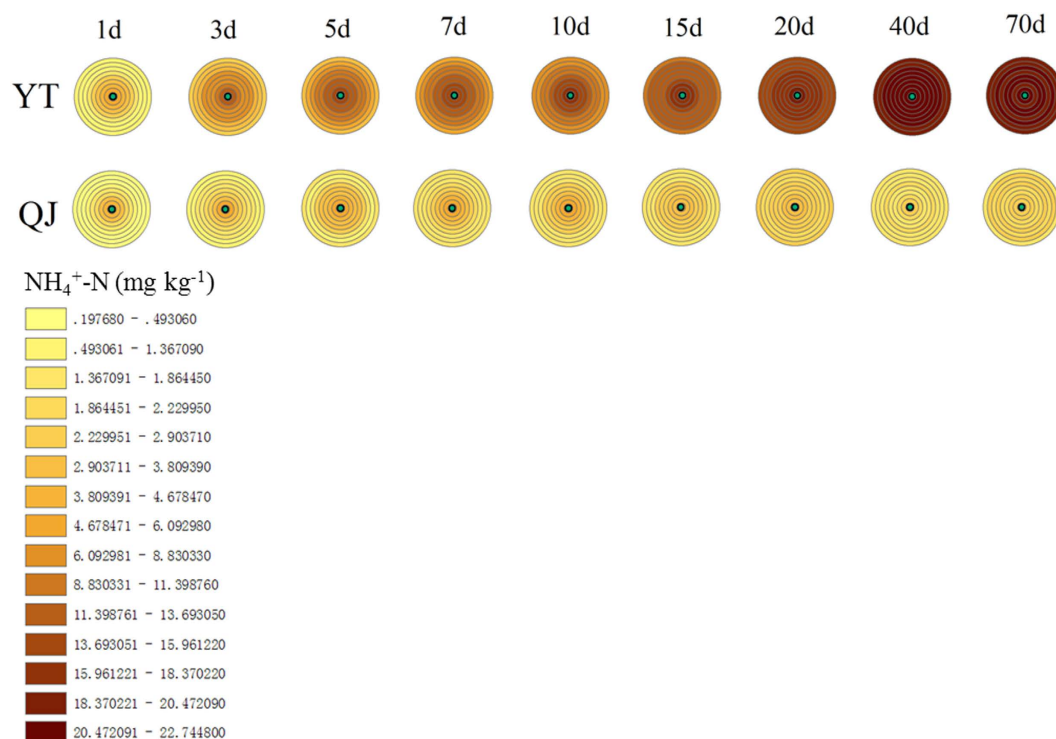 1d 3d 5d 7d 10d 15d 20d 40d 70d
YT
QJ
NH₄⁺-N (mg kg⁻¹)
.197680 - .493060
.493061 - 1.367090
1.367091 - 1.864450
1.864451 - 2.229950
2.229951 - 2.903710
2.903711 - 3.809390
3.809391 - 4.678470
4.678471 - 6.092980
6.092981 - 8.830330
8.830331 - 11.398760
11.398761 - 13.693050
13.693051 - 15.961220
15.961221 - 18.370220
18.370221 - 20.472090
20.472091 - 22.744800